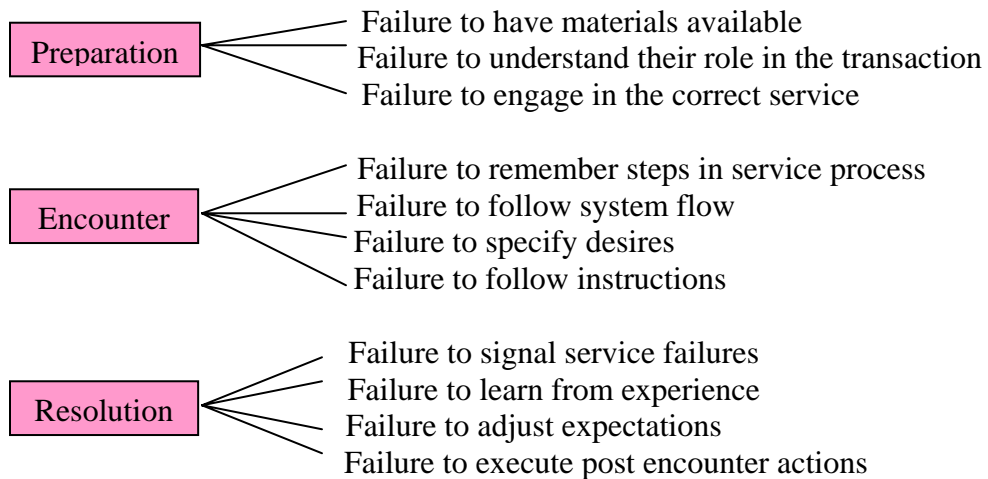 Preparation
Failure to have materials available
Failure to understand their role in the transaction
Failure to engage in the correct service
Encounter
Failure to remember steps in service process
Failure to follow system flow
Failure to specify desires
Failure to follow instructions
Resolution
Failure to signal service failures
Failure to learn from experience
Failure to adjust expectations
Failure to execute post encounter actions